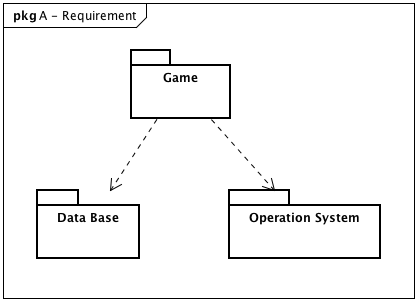 pkg A - Requirement
Game
Data Base
Operation System